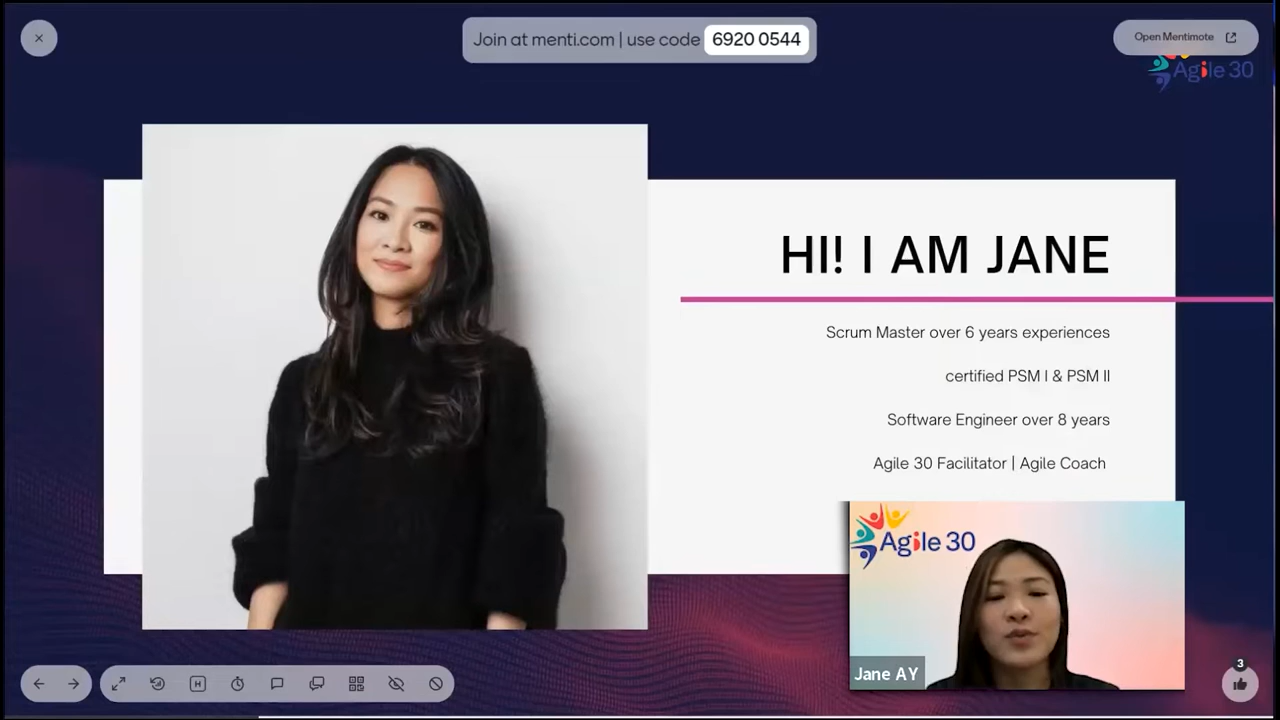 Join at menti.com | use code 6920 0544
Open Mentimote
Agile 30
HI! I AM JANE
Scrum Master over 6 years experiences
certified PSM I & PSM II
Software Engineer over 8 years
Agile 30 Facilitator | Agile Coach
Agile 30
Jane AY
H
3